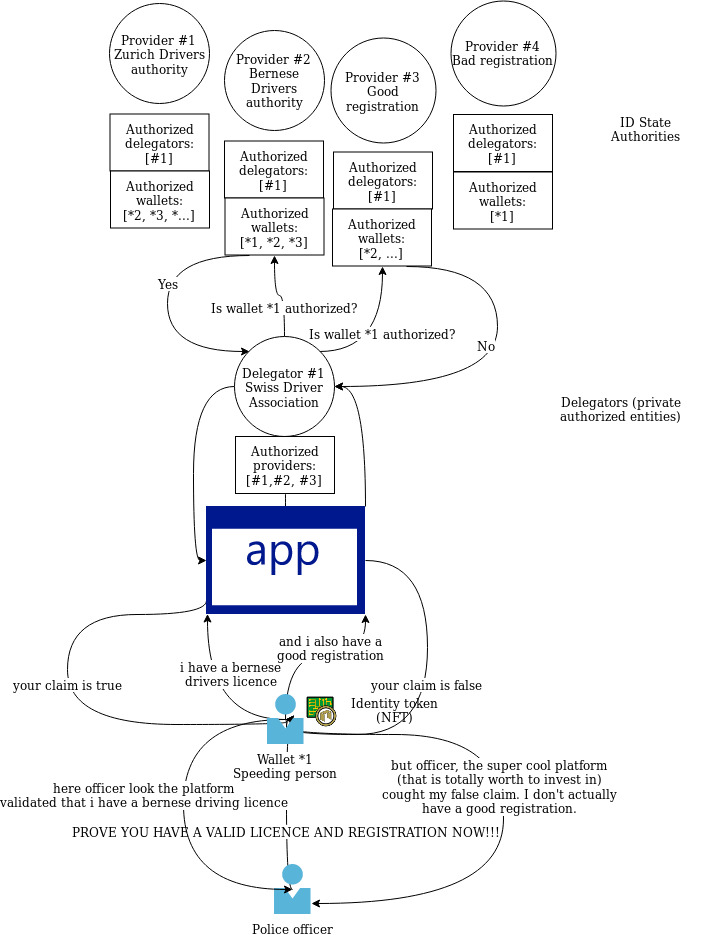 Provider #1
Zurich Drivers
authority
Provider #2
Bernese
Drivers
authority
Provider #3
Good
registration
Provider #4
Bad registration
Authorized
delegators:
[#1]
Authorized
wallets:
[*2, *3, *...]
Authorized
delegators:
[#1]
Authorized
wallets:
[*1, *2, *3]
Authorized
delegators:
[#1]
Authorized
wallets:
[*2, ...]
Authorized
delegators:
[#1]
Authorized
wallets:
[*1]
ID State
Authorities
Yes
Is wallet *1 authorized?
Is wallet *1 authorized?
No
Delegator #1
Swiss Driver
Association
Delegators (private
authorized entities)
Authorized
providers:
[#1,#2, #3]
app
and i also have a
good registration
i have a bernese
drivers licence
your claim is true
your claim is false
Identity token
(NFT)
Wallet *1
Speeding person
here officer look the platform
validated that i have a bernese driving licence
but officer, the super cool platform
(that is totally worth to invest in)
cought my false claim. I don't actually
have a good registration.
PROVE YOU HAVE A VALID LICENCE AND REGISTRATION NOW!!!
Police officer